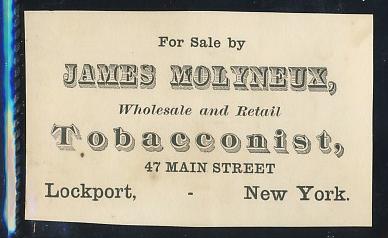 For Sale by
JAMES MOLYNEUX,
Wholesale and Retail
Tobacconist,
47 MAIN STREET
Lockport, - New York.